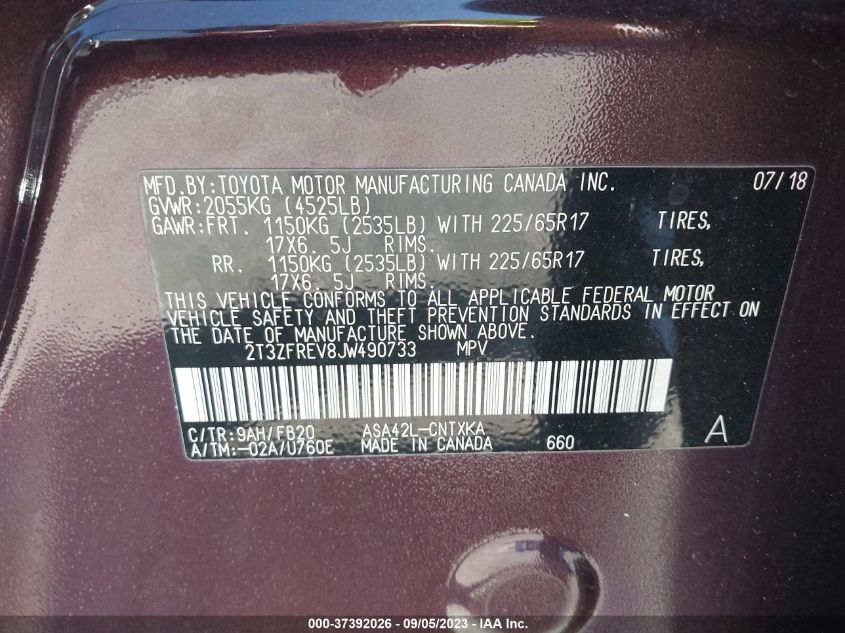 MFD.BY:TOYOTA MOTOR MANUFACTURING CANADA INC. 07/18
GVWR:2055KG (4525LB)
GAWR:FRT. 1150KG (2535LB) WITH 225/65R17 TIRES,
17X6.5J RIMS.
RR. 1150KG (2535LB) WITH 225/65R17 TIRES,
17X6.5J RIMS.
THIS VEHICLE CONFORMS TO ALL APPLICABLE FEDERAL MOTOR
VEHICLE SAFETY AND THEFT PREVENTION STANDARDS IN EFFECT ON
THE DATE OF MANUFACTURE SHOWN ABOVE.
2T3ZFREV8JW490733 MPV
C/TR:9AH/FB20 ASA42L-CNTXKA
A/TM:-02A/U760E MADE IN CANADA 660 A
000-37392026 - 09/05/2023 - IAA Inc.